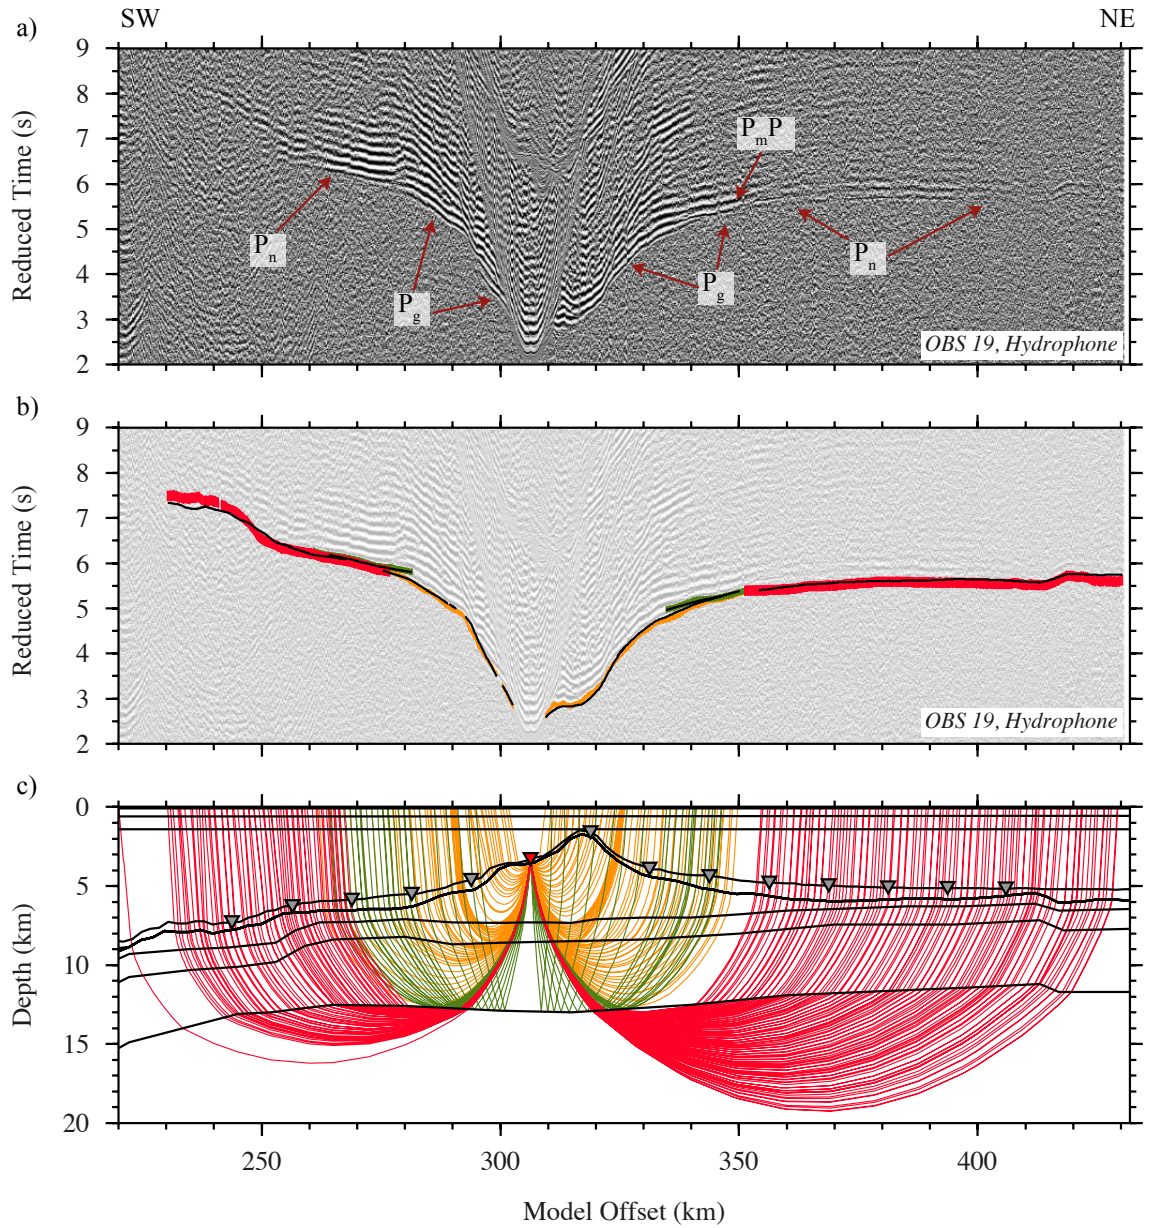 SW
NE
a)
9
8
7
6
5
4
3
2
Reduced Time (s)
PmP
Pn
Pg
Pg
Pn
OBS 19, Hydrophone
b)
9
8
7
6
5
4
3
2
Reduced Time (s)
OBS 19, Hydrophone
c)
0
5
10
15
20
Depth (km)
250 300 350 400
Model Offset (km)